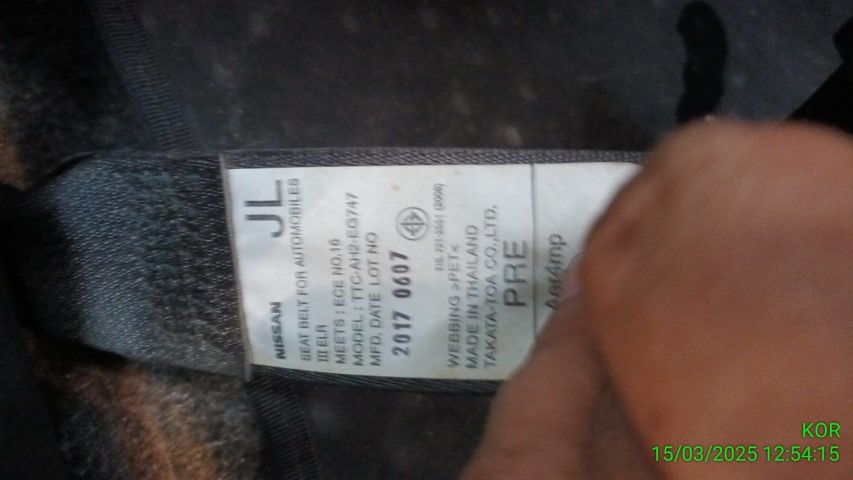 NISSAN JL
SEAT BELT FOR AUTOMOBILES
III ELR
MEETS : ECE NO.16
MODEL : TTC-AH2-EG747
MFD. DATE LOT NO
2017 0607
WEBBING >PET<
MADE IN THAILAND
TAKATA-TOA CO.,LTD.
PRE
KOR
15/03/2025 12:54:15